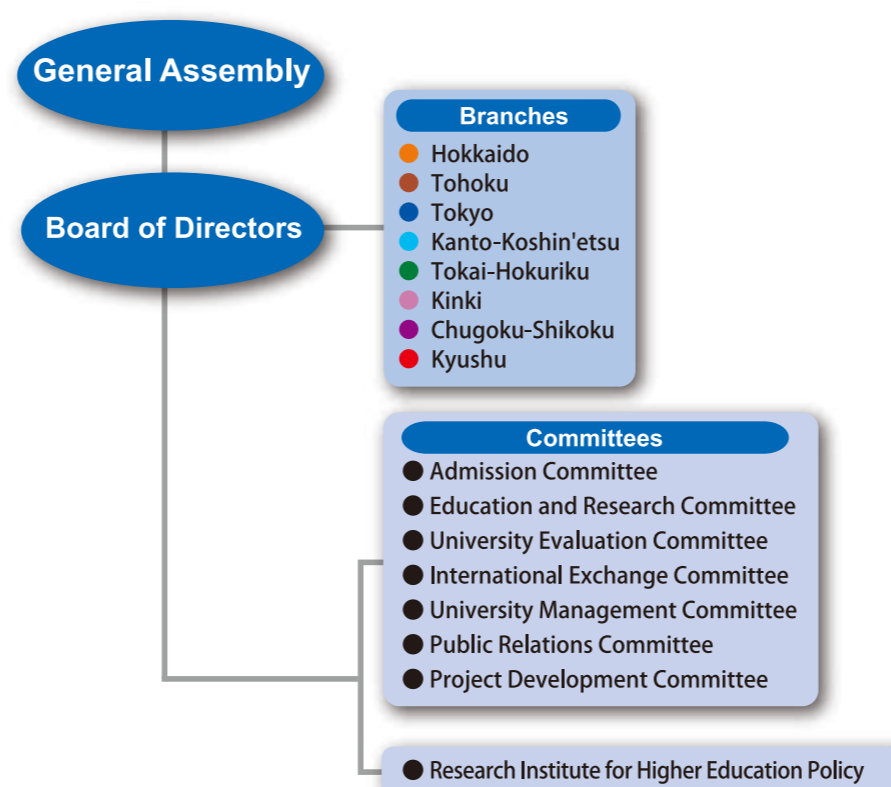 General Assembly
Board of Directors
Branches
Hokkaido
Tohoku
Tokyo
Kanto-Koshin'etsu
Tokai-Hokuriku
Kinki
Chugoku-Shikoku
Kyushu
Committees
Admission Committee
Education and Research Committee
University Evaluation Committee
International Exchange Committee
University Management Committee
Public Relations Committee
Project Development Committee
Research Institute for Higher Education Policy